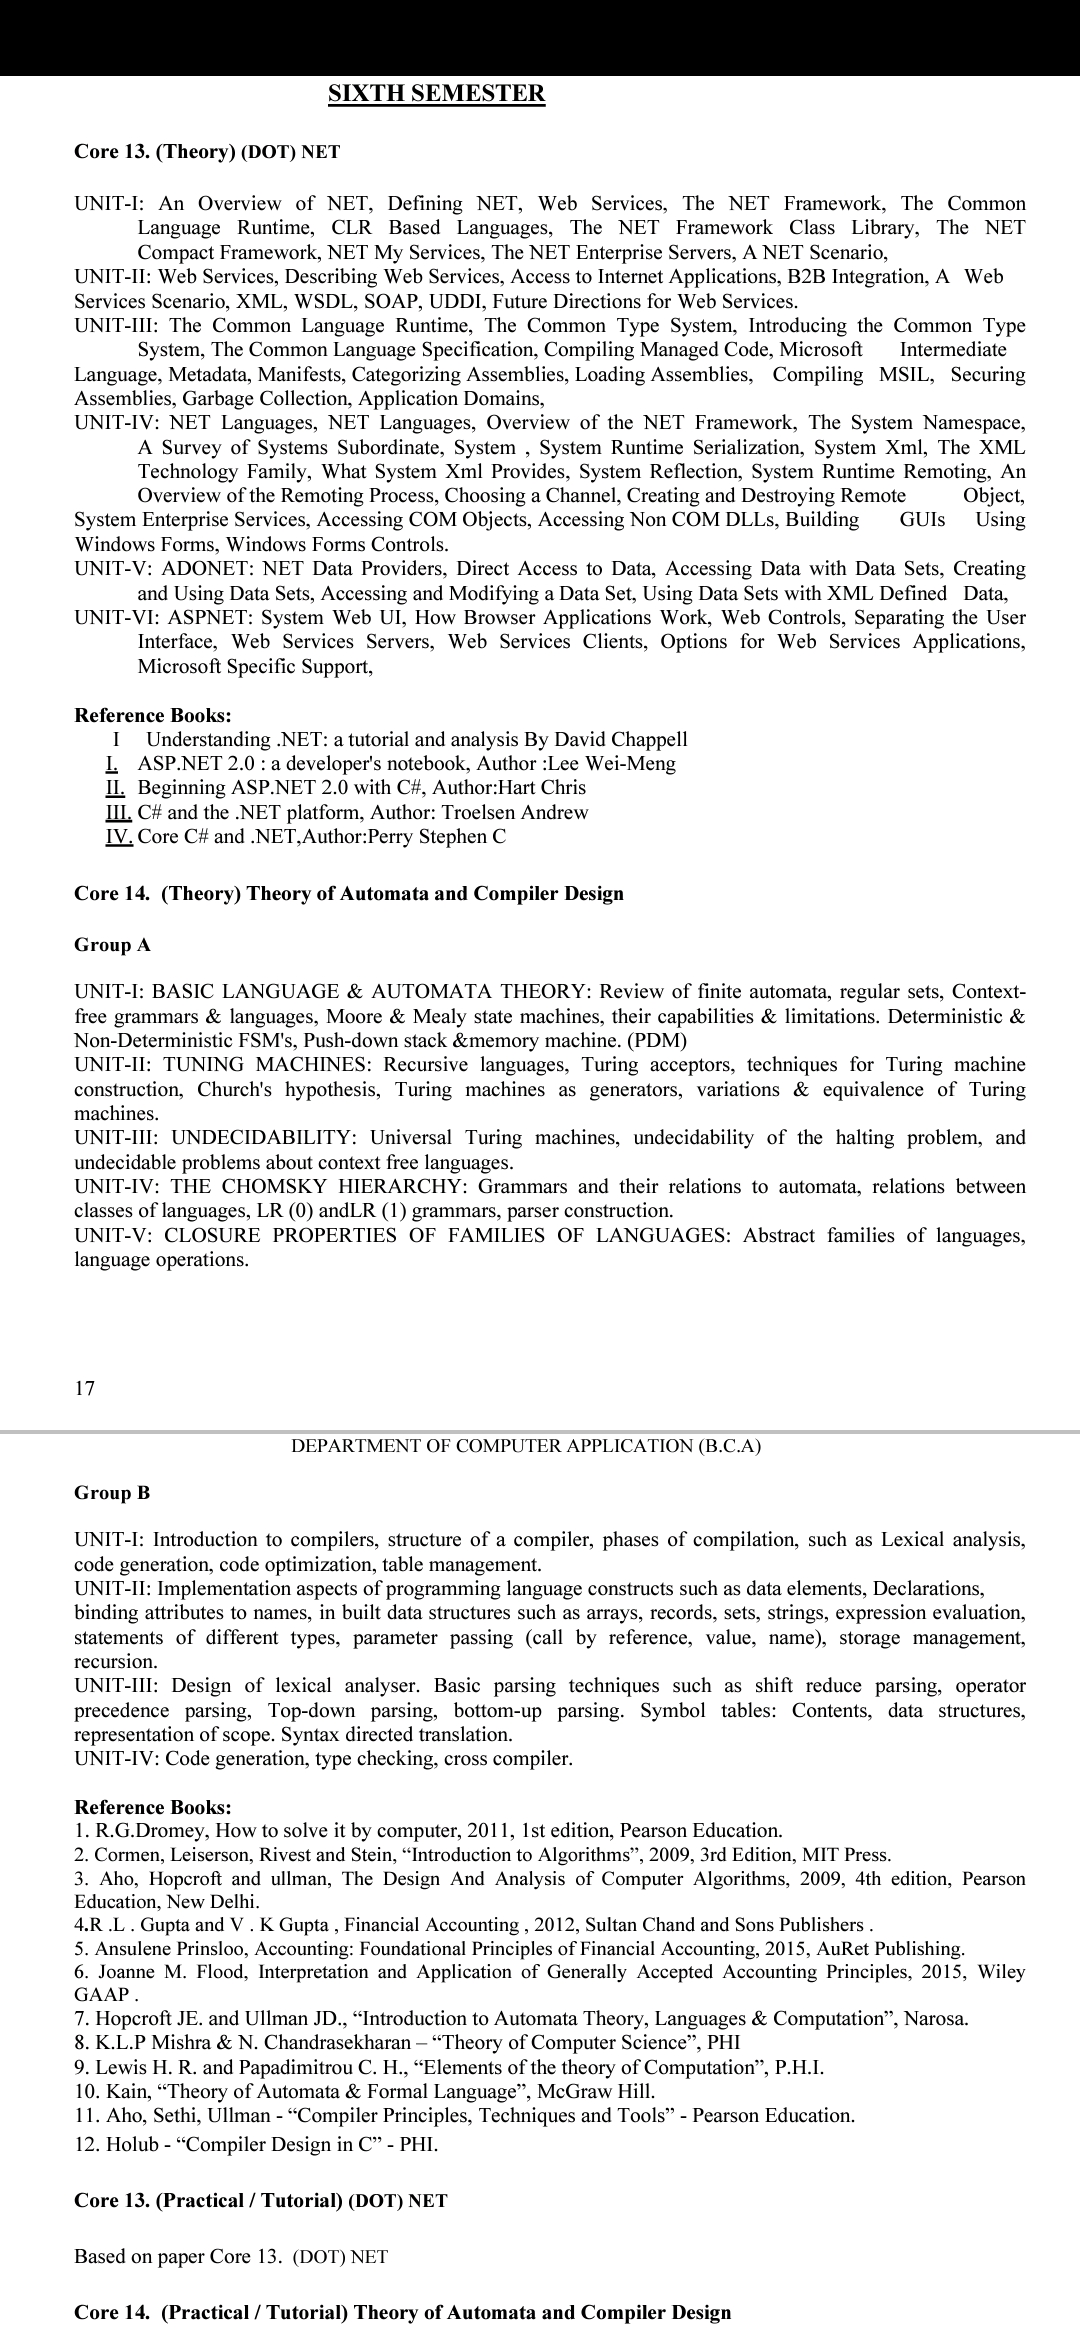 SIXTH SEMESTER
Core 13. (Theory) (DOT) NET
UNIT-I: An Overview of NET, Defining NET, Web Services, The NET Framework, The Common
Language Runtime, CLR Based Languages, The NET Framework Class Library, The NET
Compact Framework, NET My Services, The NET Enterprise Servers, A NET Scenario,
UNIT-II: Web Services, Describing Web Services, Access to Internet Applications, B2B Integration, A Web
Services Scenario, XML, WSDL, SOAP, UDDI, Future Directions for Web Services.
UNIT-III: The Common Language Runtime, The Common Type System, Introducing the Common Type
System, The Common Language Specification, Compiling Managed Code, Microsoft Intermediate
Language, Metadata, Manifests, Categorizing Assemblies, Loading Assemblies, Compiling MSIL, Securing
Assemblies, Garbage Collection, Application Domains,
UNIT-IV: NET Languages, NET Languages, Overview of the NET Framework, The System Namespace,
A Survey of Systems Subordinate, System , System Runtime Serialization, System Xml, The XML
Technology Family, What System Xml Provides, System Reflection, System Runtime Remoting, An
Overview of the Remoting Process, Choosing a Channel, Creating and Destroying Remote Object,
System Enterprise Services, Accessing COM Objects, Accessing Non COM DLLs, Building GUIs Using
Windows Forms, Windows Forms Controls.
UNIT-V: ADONET: NET Data Providers, Direct Access to Data, Accessing Data with Data Sets, Creating
and Using Data Sets, Accessing and Modifying a Data Set, Using Data Sets with XML Defined Data,
UNIT-VI: ASPNET: System Web UI, How Browser Applications Work, Web Controls, Separating the User
Interface, Web Services Servers, Web Services Clients, Options for Web Services Applications,
Microsoft Specific Support,
Reference Books:
I Understanding .NET: a tutorial and analysis By David Chappell
I. ASP.NET 2.0 : a developer's notebook, Author :Lee Wei-Meng
II. Beginning ASP.NET 2.0 with C#, Author:Hart Chris
III. C# and the .NET platform, Author: Troelsen Andrew
IV. Core C# and .NET,Author:Perry Stephen C
Core 14. (Theory) Theory of Automata and Compiler Design
Group A
UNIT-I: BASIC LANGUAGE & AUTOMATA THEORY: Review of finite automata, regular sets, Context-
free grammars & languages, Moore & Mealy state machines, their capabilities & limitations. Deterministic &
Non-Deterministic FSM's, Push-down stack &memory machine. (PDM)
UNIT-II: TUNING MACHINES: Recursive languages, Turing acceptors, techniques for Turing machine
construction, Church's hypothesis, Turing machines as generators, variations & equivalence of Turing
machines.
UNIT-III: UNDECIDABILITY: Universal Turing machines, undecidability of the halting problem, and
undecidable problems about context free languages.
UNIT-IV: THE CHOMSKY HIERARCHY: Grammars and their relations to automata, relations between
classes of languages, LR (0) andLR (1) grammars, parser construction.
UNIT-V: CLOSURE PROPERTIES OF FAMILIES OF LANGUAGES: Abstract families of languages,
language operations.
17
DEPARTMENT OF COMPUTER APPLICATION (B.C.A)
Group B
UNIT-I: Introduction to compilers, structure of a compiler, phases of compilation, such as Lexical analysis,
code generation, code optimization, table management.
UNIT-II: Implementation aspects of programming language constructs such as data elements, Declarations,
binding attributes to names, in built data structures such as arrays, records, sets, strings, expression evaluation,
statements of different types, parameter passing (call by reference, value, name), storage management,
recursion.
UNIT-III: Design of lexical analyser. Basic parsing techniques such as shift reduce parsing, operator
precedence parsing, Top-down parsing, bottom-up parsing. Symbol tables: Contents, data structures,
representation of scope. Syntax directed translation.
UNIT-IV: Code generation, type checking, cross compiler.
Reference Books:
1. R.G.Dromey, How to solve it by computer, 2011, 1st edition, Pearson Education.
2. Cormen, Leiserson, Rivest and Stein, “Introduction to Algorithms”, 2009, 3rd Edition, MIT Press.
3. Aho, Hopcroft and ullman, The Design And Analysis of Computer Algorithms, 2009, 4th edition, Pearson
Education, New Delhi.
4.R .L . Gupta and V . K Gupta , Financial Accounting , 2012, Sultan Chand and Sons Publishers .
5. Ansulene Prinsloo, Accounting: Foundational Principles of Financial Accounting, 2015, AuRet Publishing.
6. Joanne M. Flood, Interpretation and Application of Generally Accepted Accounting Principles, 2015, Wiley
GAAP .
7. Hopcroft JE. and Ullman JD., “Introduction to Automata Theory, Languages & Computation”, Narosa.
8. K.L.P Mishra & N. Chandrasekharan – “Theory of Computer Science”, PHI
9. Lewis H. R. and Papadimitrou C. H., “Elements of the theory of Computation”, P.H.I.
10. Kain, “Theory of Automata & Formal Language”, McGraw Hill.
11. Aho, Sethi, Ullman - “Compiler Principles, Techniques and Tools” - Pearson Education.
12. Holub - “Compiler Design in C” - PHI.
Core 13. (Practical / Tutorial) (DOT) NET
Based on paper Core 13. (DOT) NET
Core 14. (Practical / Tutorial) Theory of Automata and Compiler Design